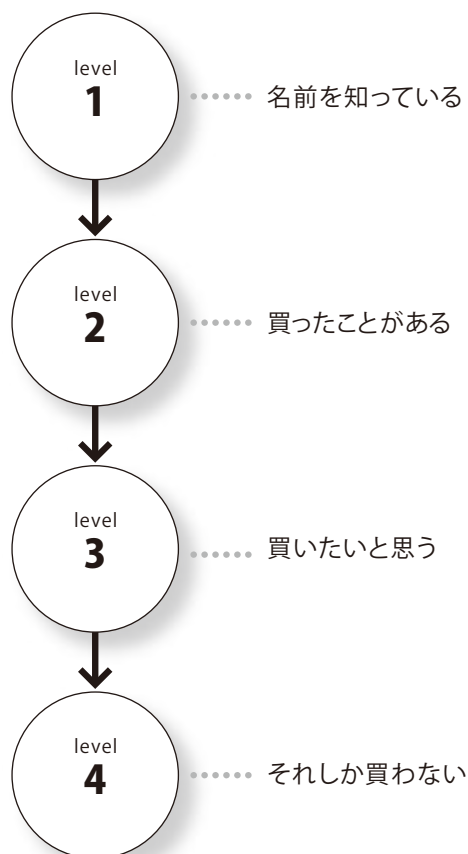 level
1
名前を知っている
level
2
買ったことがある
level
3
買いたいと思う
level
4
それしか買わない